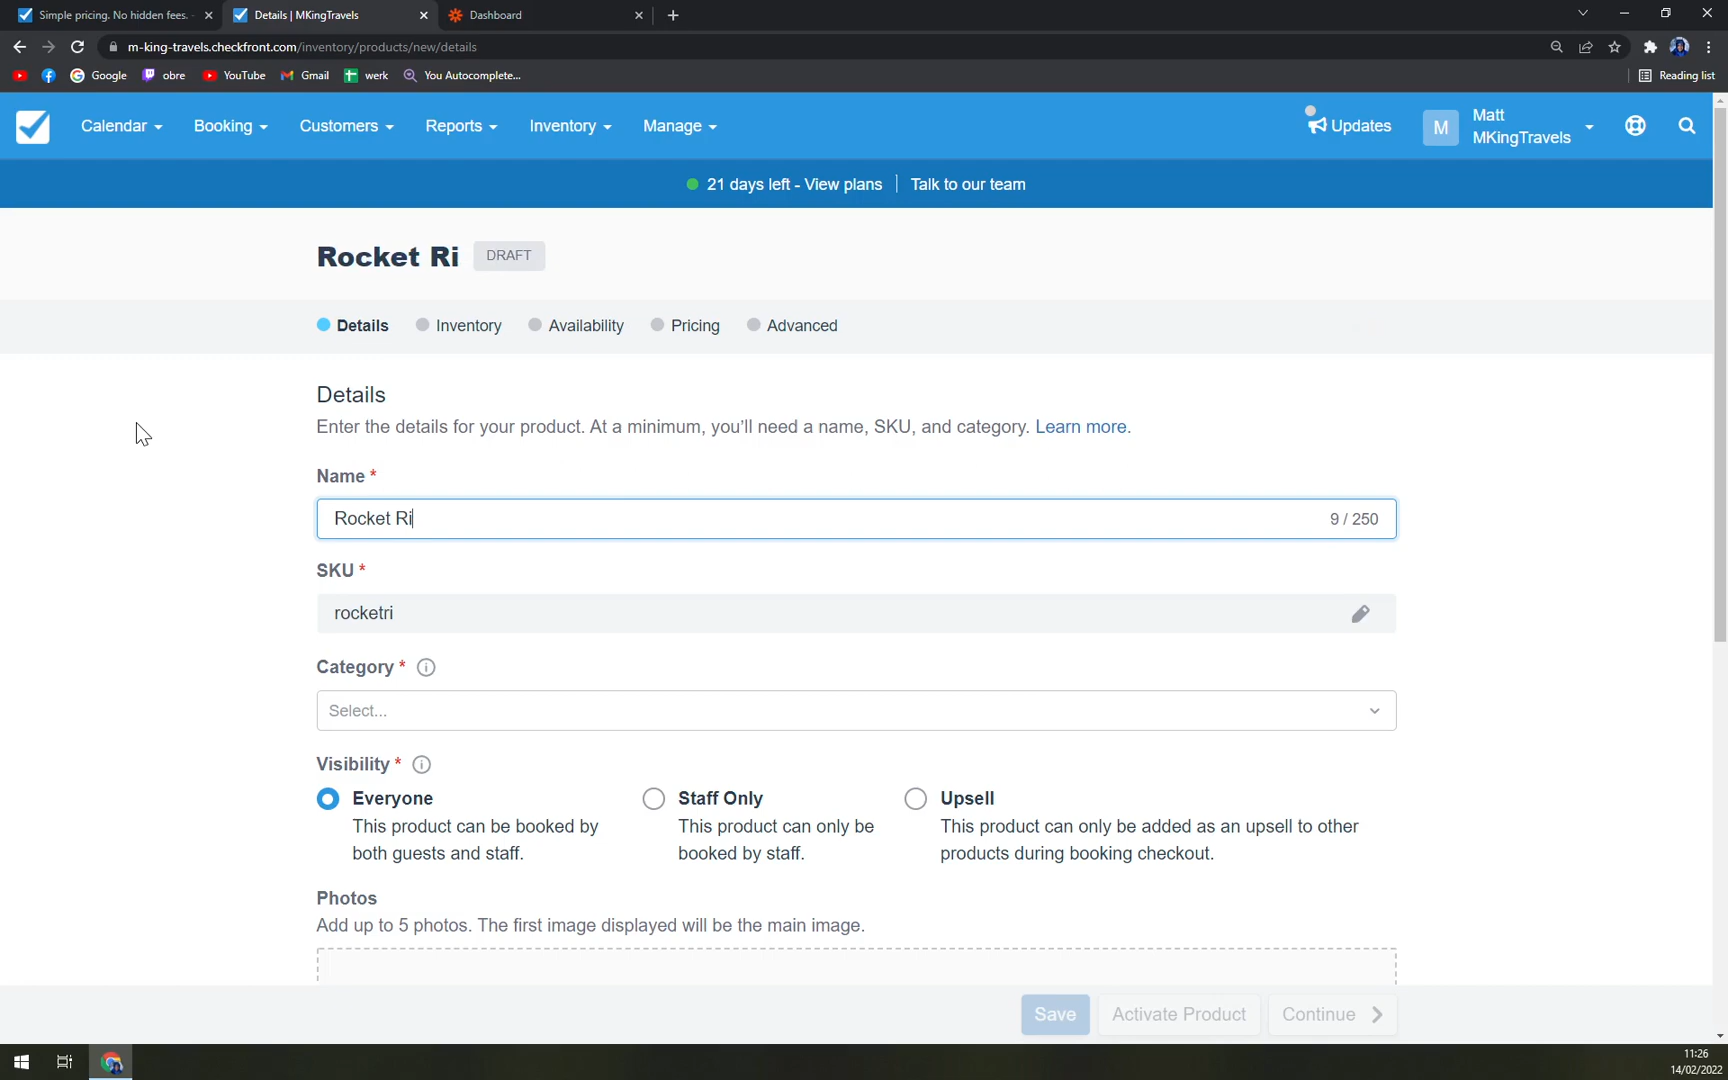 Simple pricing. No hidden fees. -
Details | MKingTravels
Dashboard
m-king-travels.checkfront.com/inventory/products/new/details
Google
obre
YouTube
Gmail
werk
You Autocomplete...
Reading list
Calendar
Booking
Customers
Reports
Inventory
Manage
Updates
M
Matt
MKingTravels
21 days left - View plans
Talk to our team
Rocket Ri
DRAFT
Details
Inventory
Availability
Pricing
Advanced
Details
Enter the details for your product. At a minimum, you'll need a name, SKU, and category. Learn more.
Name *
Rocket Ri
9 / 250
SKU *
rocketri
Category *
Select...
Visibility *
Everyone
This product can be booked by
both guests and staff.
Staff Only
This product can only be
booked by staff.
Upsell
This product can only be added as an upsell to other
products during booking checkout.
Photos
Add up to 5 photos. The first image displayed will be the main image.
Save
Activate Product
Continue
11:26
14/02/2022